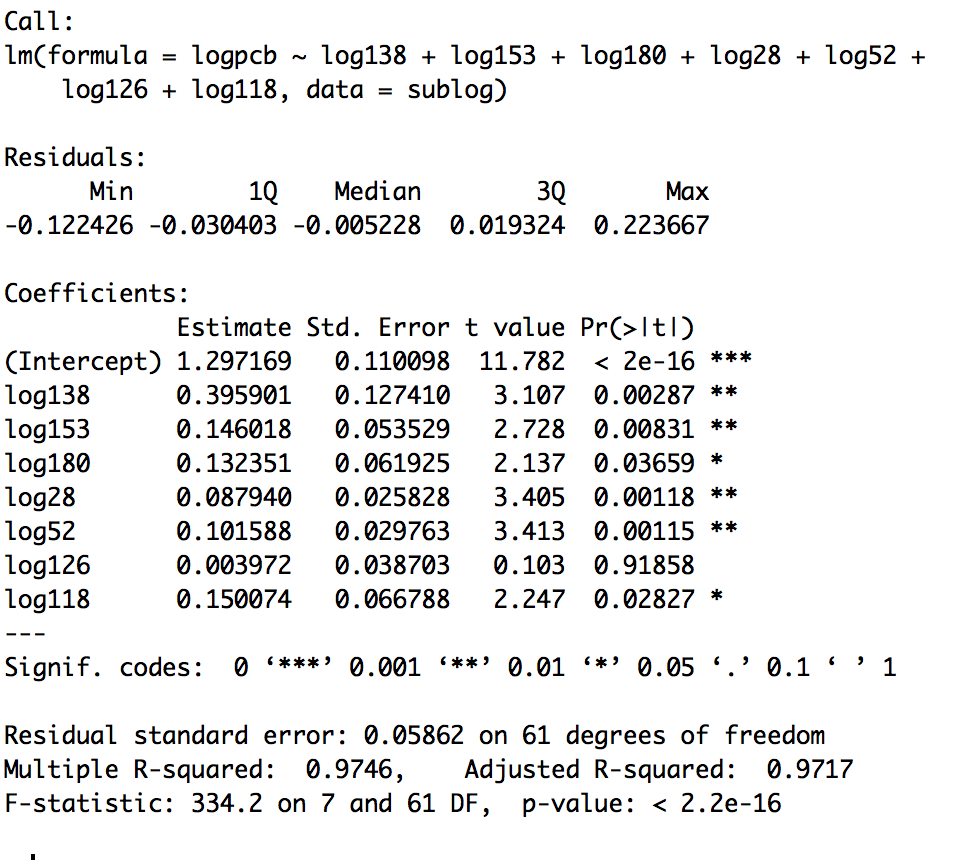 Call:
lm(formula = logpcb ~ log138 + log153 + log180 + log28 + log52 +
    log126 + log118, data = sublog)

Residuals:
      Min        1Q    Median        3Q       Max
-0.122426 -0.030403 -0.005228  0.019324  0.223667

Coefficients:
            Estimate Std. Error t value Pr(>|t|)
(Intercept) 1.297169   0.110098  11.782  < 2e-16 ***
log138      0.395901   0.127410   3.107  0.00287 **
log153      0.146018   0.053529   2.728  0.00831 **
log180      0.132351   0.061925   2.137  0.03659 *
log28       0.087940   0.025828   3.405  0.00118 **
log52       0.101588   0.029763   3.413  0.00115 **
log126      0.003972   0.038703   0.103  0.91858
log118      0.150074   0.066788   2.247  0.02827 *
---
Signif. codes:  0 ‘***’ 0.001 ‘**’ 0.01 ‘*’ 0.05 ‘.’ 0.1 ‘ ’ 1

Residual standard error: 0.05862 on 61 degrees of freedom
Multiple R-squared:  0.9746,    Adjusted R-squared:  0.9717
F-statistic: 334.2 on 7 and 61 DF,  p-value: < 2.2e-16